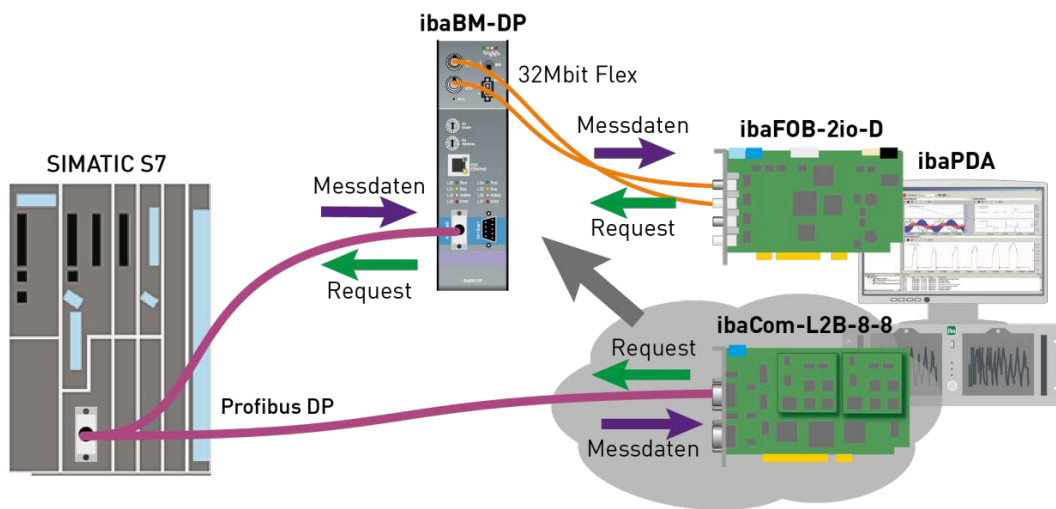 ibaBM-DP
32Mbit Flex
Messdaten
ibaFOB-2io-D
ibaPDA
SIMATIC S7
Messdaten
Request
Request
ibaCom-L2B-8-8
Request
Profibus DP
Messdaten
iba